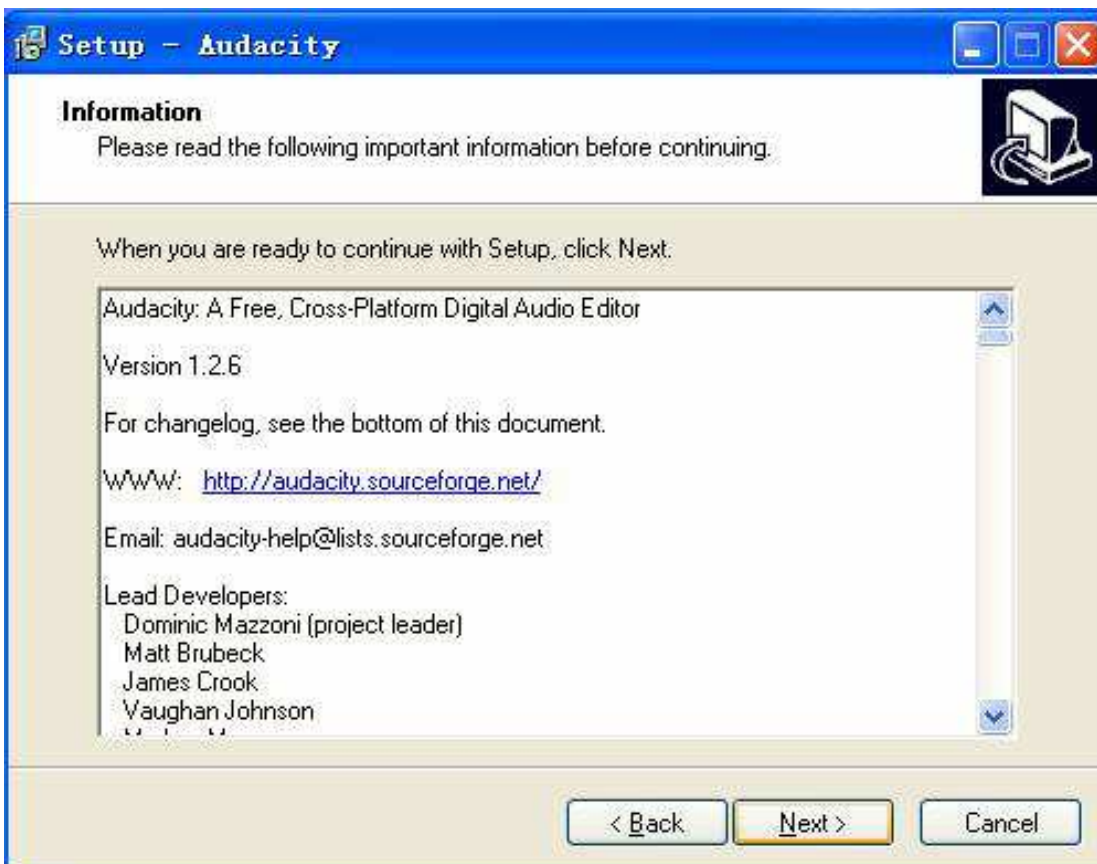 Setup - Audacity
Information
Please read the following important information before continuing.
When you are ready to continue with Setup, click Next.
Audacity: A Free, Cross-Platform Digital Audio Editor
Version 1.2.6
For changelog, see the bottom of this document.
WWW: http://audacity.sourceforge.net/
Email: audacity-help@lists.sourceforge.net
Lead Developers:
Dominic Mazzoni (project leader)
Matt Brubeck
James Crook
Vaughan Johnson
< Back Next > Cancel